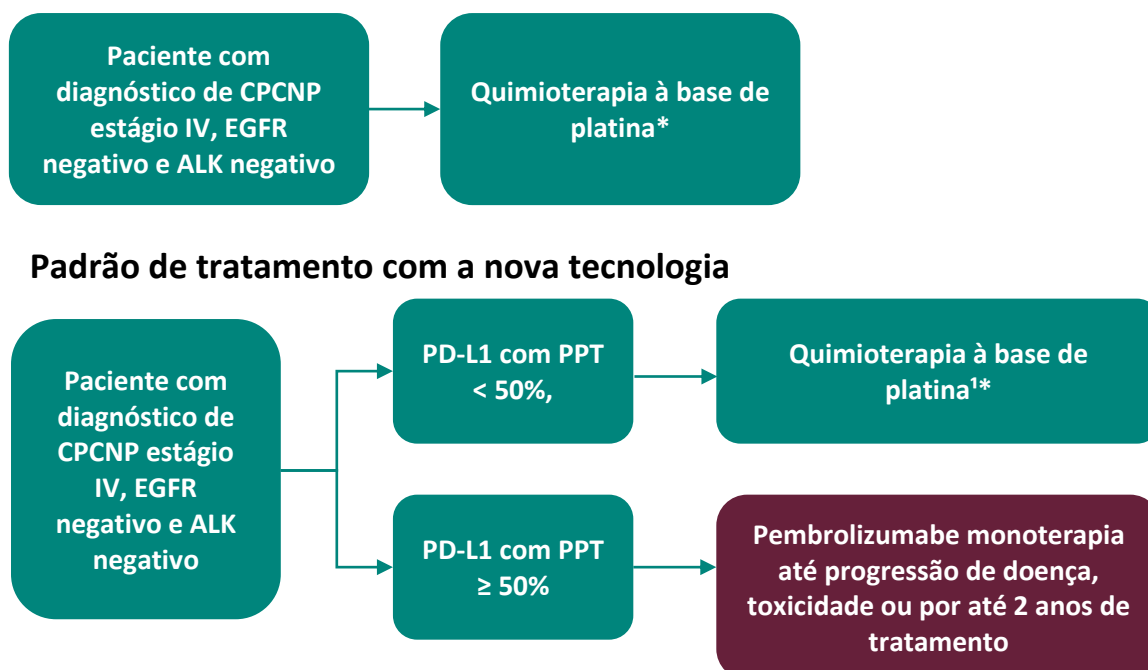 Paciente com
diagnóstico de CPCNP
estágio IV, EGFR
negativo e ALK negativo
Quimioterapia à base de
platina*
Padrão de tratamento com a nova tecnologia
Paciente com
diagnóstico de
CPCNP estágio
IV, EGFR
negativo e ALK
negativo
PD-L1 com PPT
< 50%,
Quimioterapia à base de
platina¹*
PD-L1 com PPT
≥ 50%
Pembrolizumabe monoterapia
até progressão de doença,
toxicidade ou por até 2 anos de
tratamento